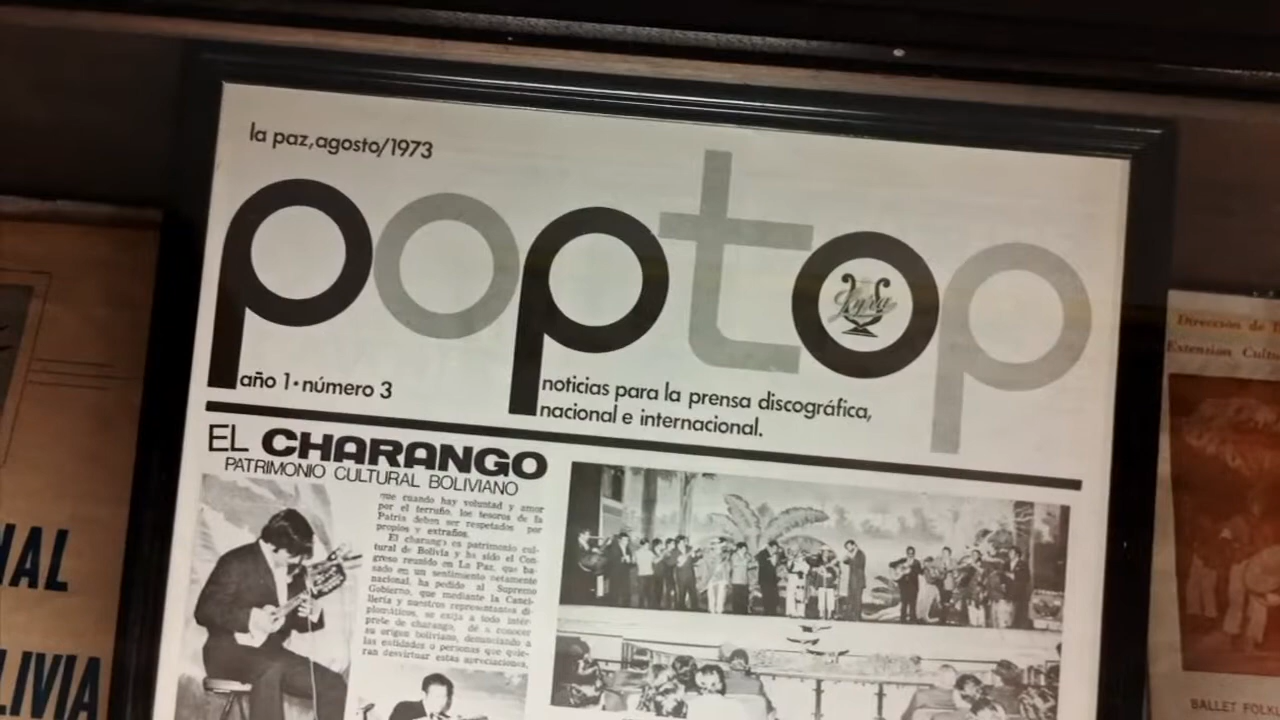 la paz, agosto/1973
poptop
Lyra
año 1 • número 3
noticias para la prensa discográfica,
nacional e internacional.
EL CHARANGO
PATRIMONIO CULTURAL BOLIVIANO
que cuando hay voluntad y amor
por el terruño, los tesoros de la
Patria deben ser respetados por
propios y extraños.
El charango es patrimonio cul-
tural de Bolivia y ha sido el Con-
greso reunido en La Paz, que ba-
sado en un sentimiento netamente
nacional, ha pedido al Supremo
Gobierno, que mediante la Canci-
llería y nuestros representantes di-
plomáticos, se exija a todo intér-
prete de charango, dé a conocer
su origen boliviano, denunciando a
las entidades o personas que quie-
ran desvirtuar estas apreciaciones.
LIVIA
Dirección de
Extension
BALLET